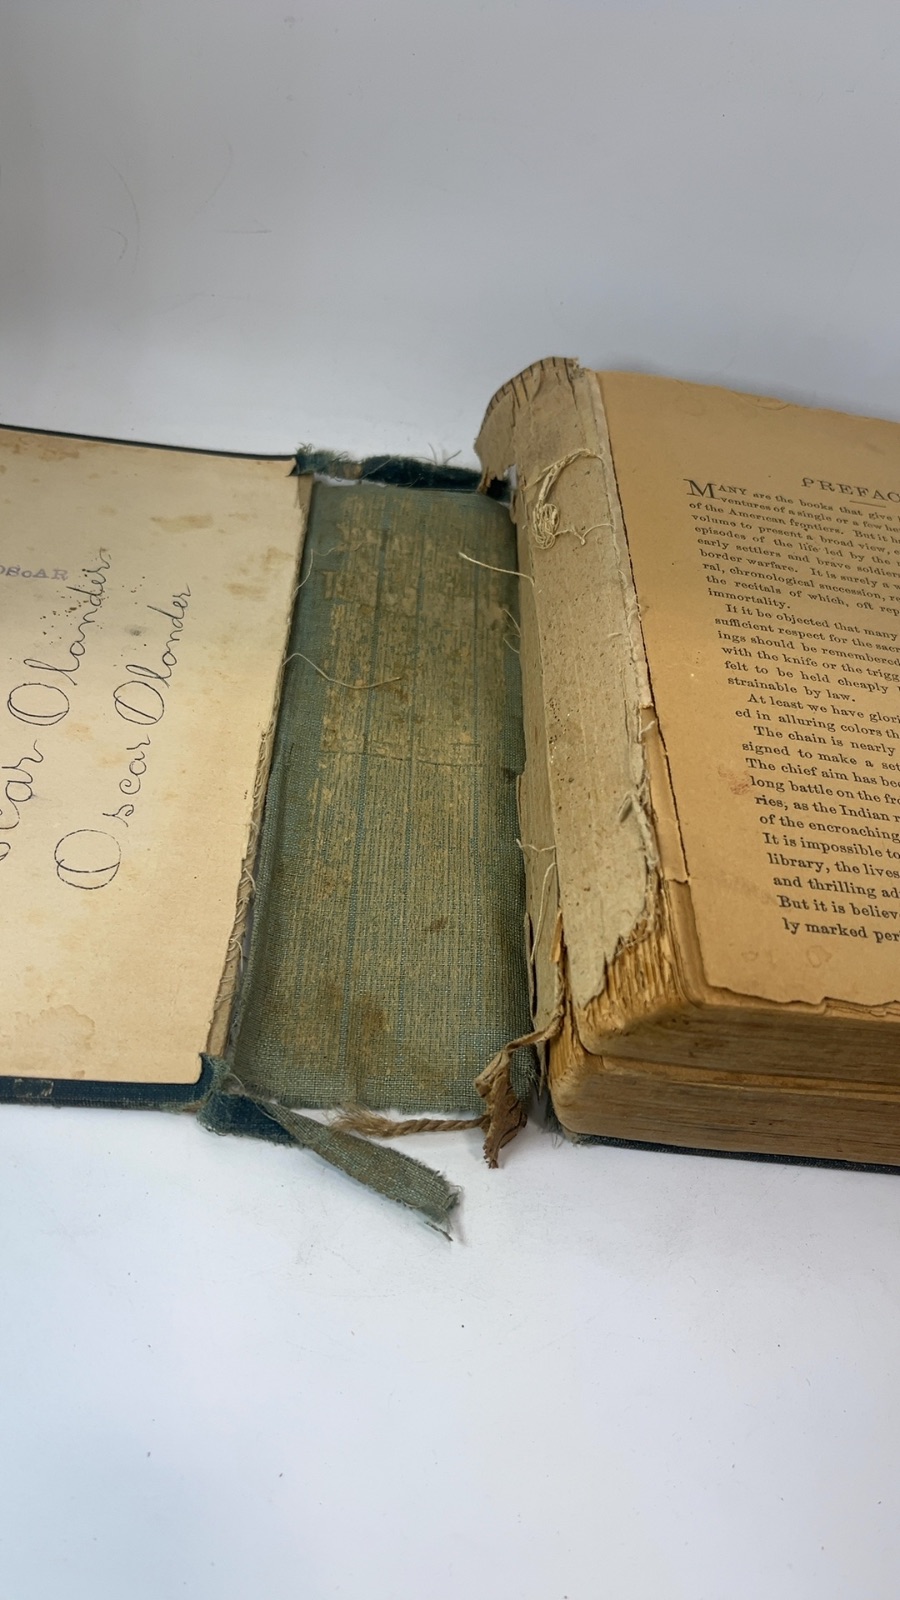 OSCAR
Oscar Olander
Oscar Olander
PREFAC
MANY are the books that give
ventures of a single or a few he
of the American frontiers. But it
volume to present a broad view,
episodes of the life led by the
early settlers and brave soldier
border warfare. It is surely a
ral, chronological succession, re
the recitals of which, oft rep
immortality.
It it be objected that many
sufficient respect for the sacr
ings should be remembered
with the knife or the trigg
felt to be held cheaply
strainable by law.
At least we have glori
ed in alluring colors th
The chain is nearly
signed to make a set
The chief aim has bee
long battle on the fro
ries, as the Indian r
of the encroaching
It is impossible to
library, the lives
and thrilling ad
But it is believ
ly marked per